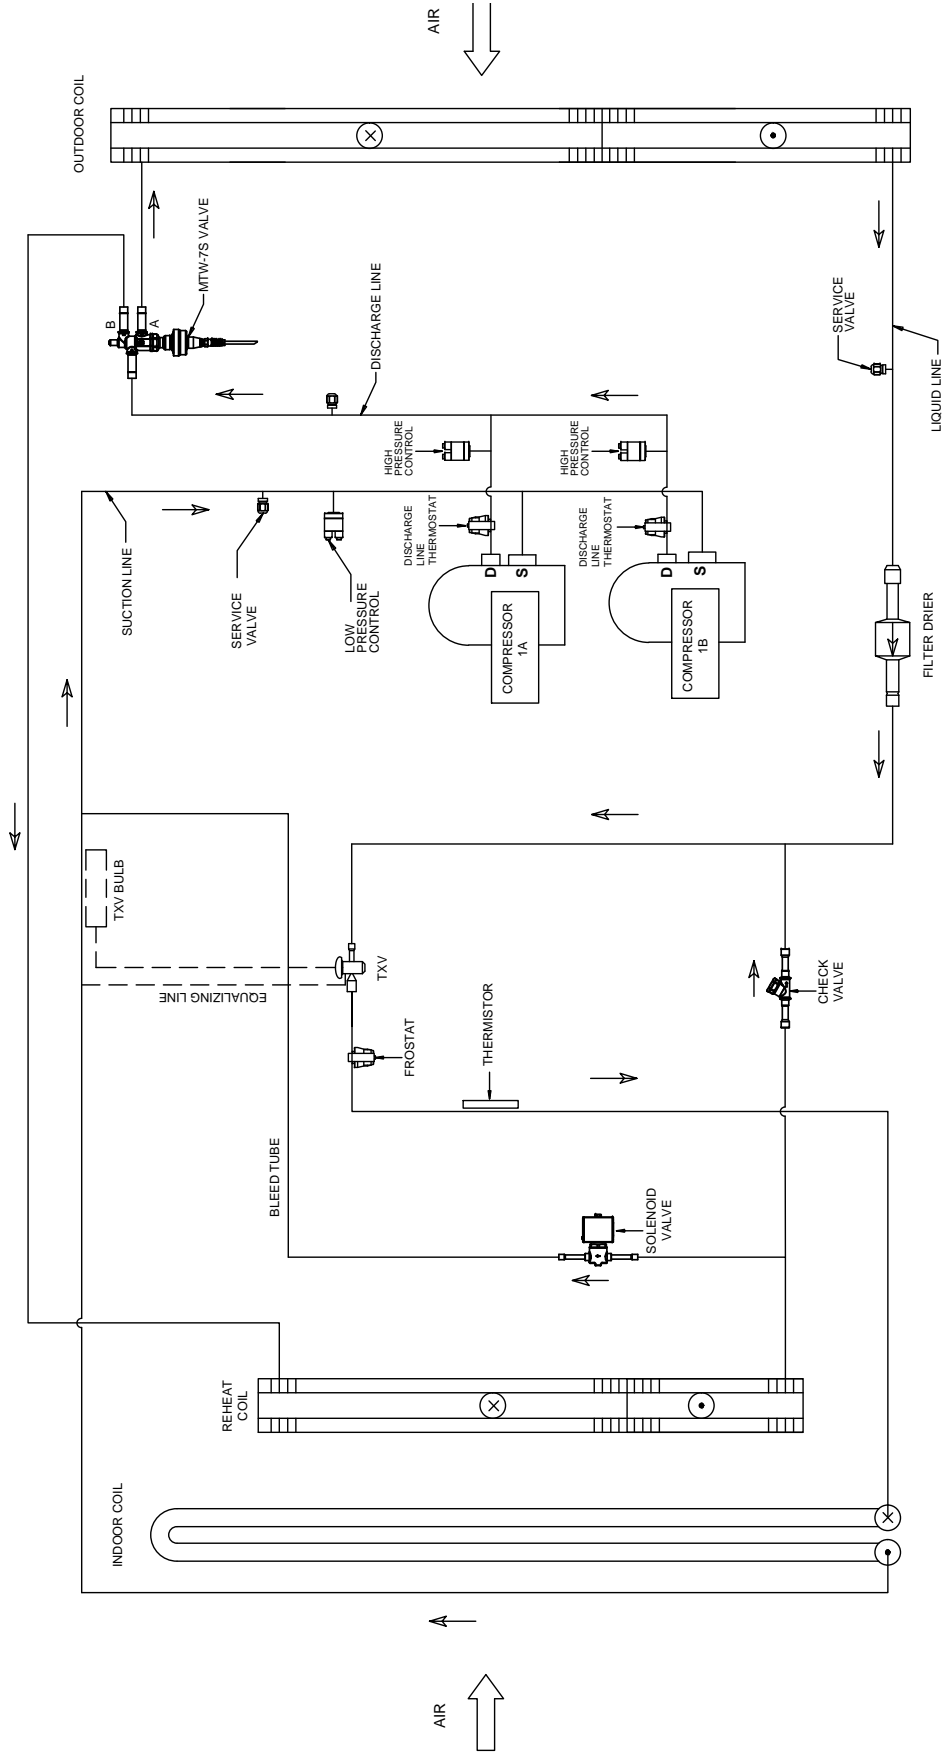 AIR
OUTDOOR COIL
B
A
MTW-7S VALVE
DISCHARGE LINE
SERVICE
VALVE
LIQUID LINE
HIGH
PRESSURE
CONTROL
HIGH
PRESSURE
CONTROL
SUCTION LINE
SERVICE
VALVE
LOW
PRESSURE
CONTROL
DISCHARGE
LINE
THERMOSTAT
DISCHARGE
LINE
THERMOSTAT
D
S
COMPRESSOR
1A
D
S
COMPRESSOR
1B
FILTER DRIER
TXV BULB
EQUALIZING LINE
TXV
FROSTAT
THERMISTOR
CHECK
VALVE
BLEED TUBE
SOLENOID
VALVE
REHEAT
COIL
INDOOR COIL
AIR